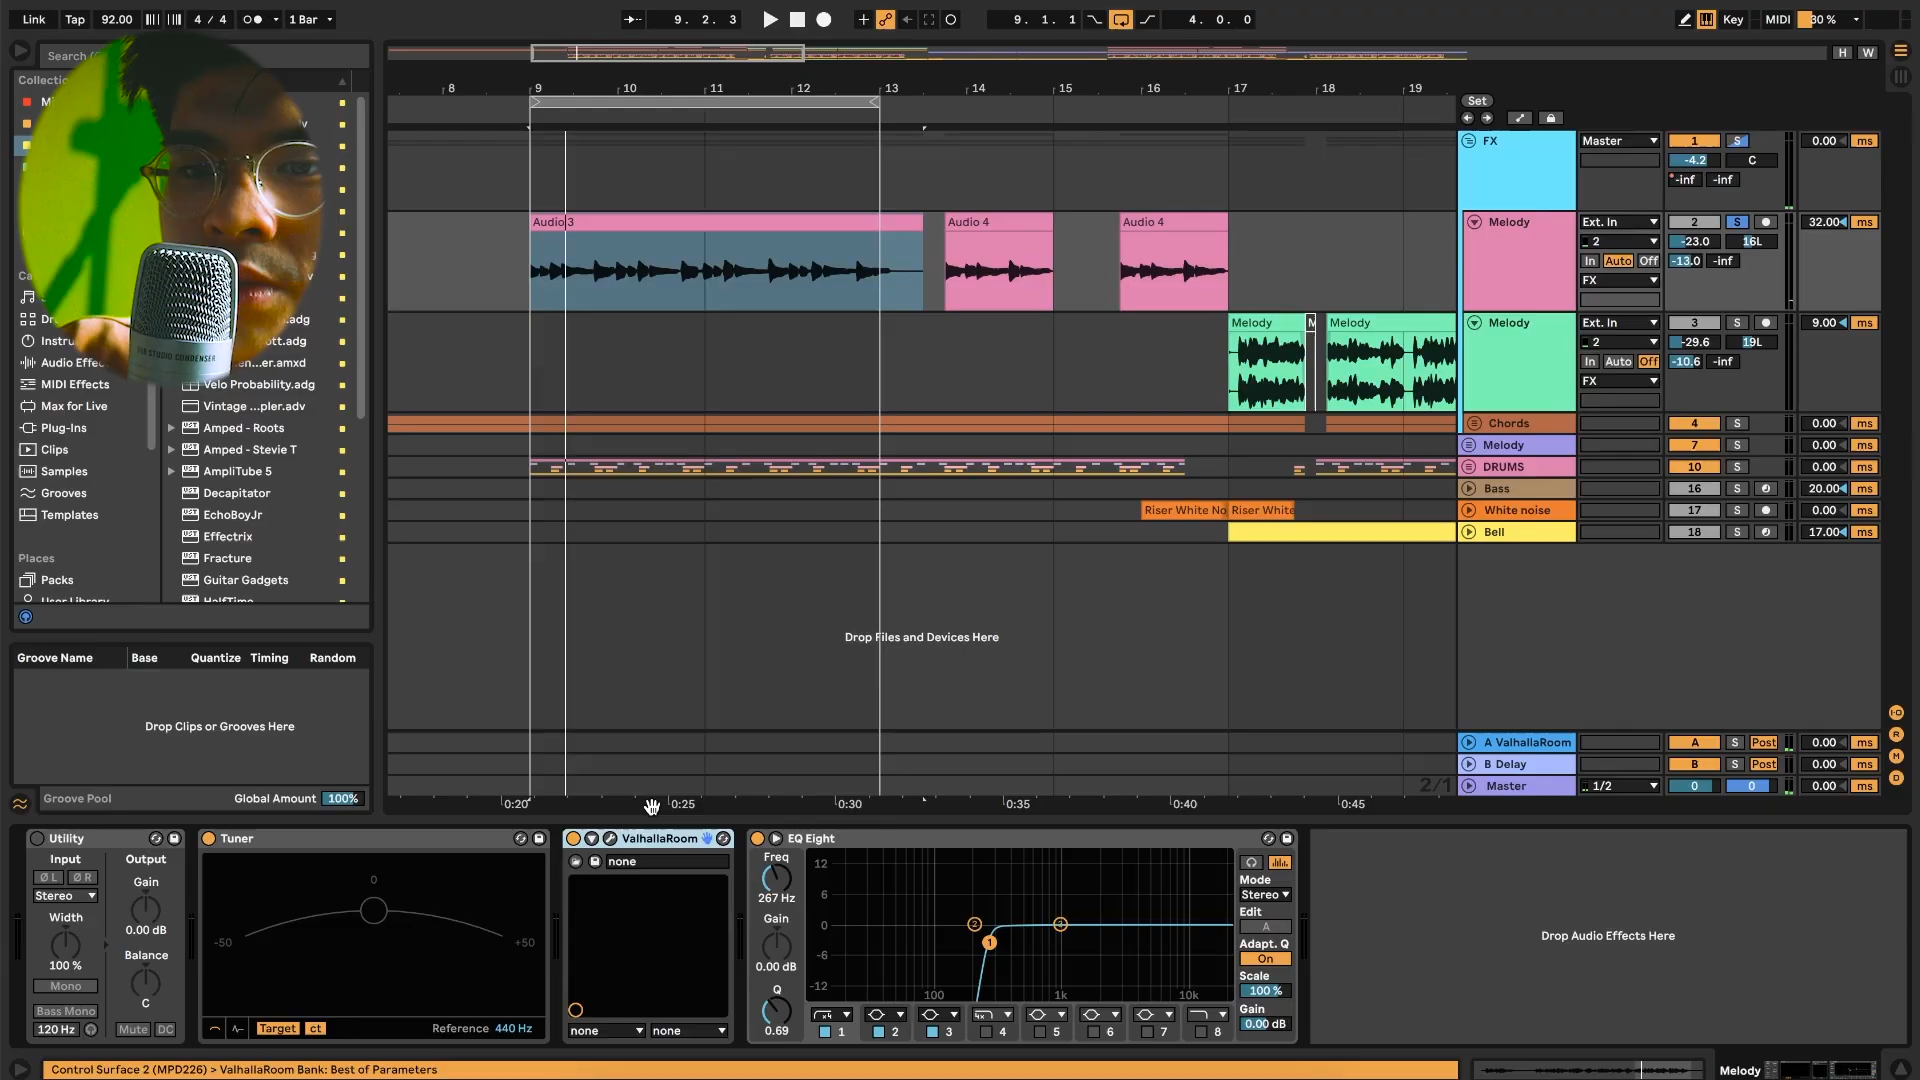 Link Tap 92.00 4 / 4 1 Bar 9. 2. 3 9. 1. 1 4. 0. 0 Key MIDI 30 %
Search
H W
8 9 10 11 12 13 14 15 16 17 18 19
Set
FX Master 1 S 0.00 ms
-4.2 C
-inf -inf
Audio 3 Audio 4 Audio 4 Melody Ext. In 2 S 32.00 ms
2 -23.0 16L
In Auto Off -13.0 -inf
FX
Melody Melody Melody Ext. In 3 S 9.00 ms
2 -29.6 19L
In Auto Off -10.6 -inf
FX
Chords 4 S 0.00 ms
Melody 7 S 0.00 ms
DRUMS 10 S 0.00 ms
Bass 16 S 20.00 ms
Riser White No Riser White White noise 17 S 0.00 ms
Bell 18 S 17.00 ms
FOX STUDIO CONDENSER
Audio Effe
MIDI Effects Velo Probability.adg
Max for Live Vintage ...pler.adv
Plug-Ins Amped - Roots
Clips Amped - Stevie T
Samples AmpliTube 5
Grooves Decapitator
Templates EchoBoyJr
Effectrix
Places Fracture
Packs Guitar Gadgets
User Library HalfTime
Drop Files and Devices Here
Groove Name Base Quantize Timing Random
Drop Clips or Grooves Here
Groove Pool Global Amount 100%
A ValhallaRoom A S Post 0.00 ms
B Delay B S Post 0.00 ms
2/1 Master 1/2 0 0 0.00 ms
0:20 0:25 0:30 0:35 0:40 0:45
Utility
Input Output
Ø L Ø R Gain
Stereo
Width 0.00 dB
Balance
100 %
Mono C
Bass Mono
120 Hz Mute DC
Tuner
0
-50 +50
Target ct Reference 440 Hz
ValhallaRoom
none
none none
EQ Eight
Freq
267 Hz
Gain
0.00 dB
Q
0.69
12
6
0
-6
-12
2 3
1
100 1k 10k
1 2 3 4 5 6 7 8
Mode
Stereo
Edit
A
Adapt. Q
On
Scale
100 %
Gain
0.00 dB
Drop Audio Effects Here
Control Surface 2 (MPD226) > ValhallaRoom Bank: Best of Parameters
Melody